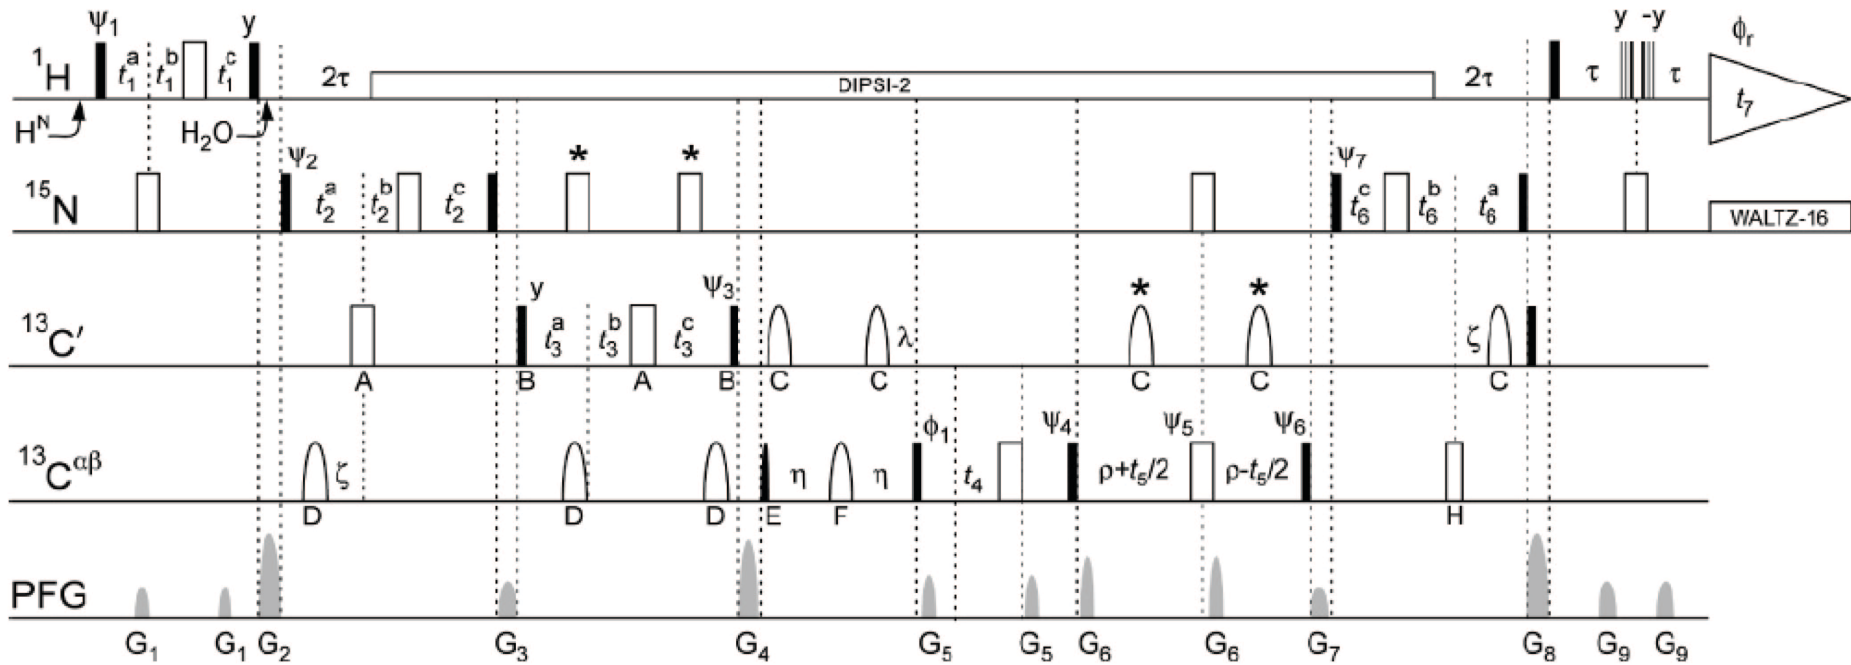 ψ1 y y -y ϕr
1H t1a t1b t1c 2τ DIPSI-2 2τ τ τ t7
HN H2O
ψ2 * * ψ7
15N t2a t2b t2c t6c t6b t6a WALTZ-16
y ψ3 * *
13C′ t3a t3b t3c λ ζ
A B A B C C C C C
ϕ1 ψ4 ψ5 ψ6
13Cαβ ζ η η t4 ρ+t5/2 ρ-t5/2
D D D E F H
PFG
G1 G1 G2 G3 G4 G5 G5 G6 G6 G7 G8 G9 G9